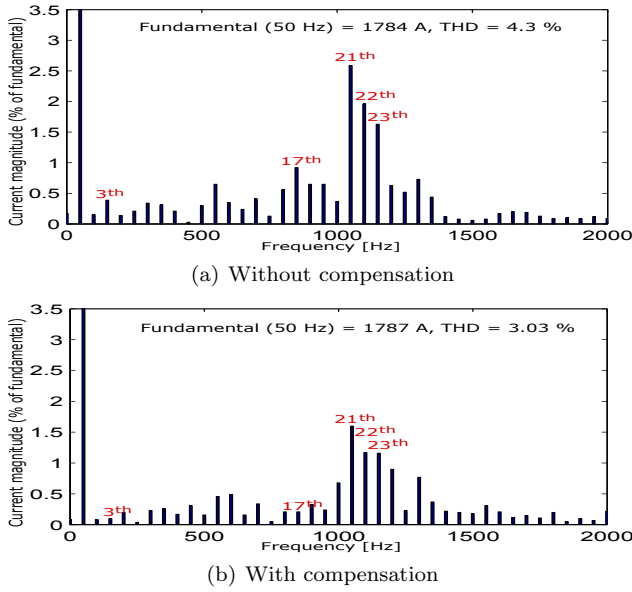 3.5
Fundamental (50 Hz) = 1784 A, THD = 4.3 %
3
21th
2.5
22th
2
23th
1.5
17th
1
3th
0.5
0
0 500 1000 1500 2000
Current magnitude (% of fundamental)
Frequency [Hz]
(a) Without compensation
3.5
Fundamental (50 Hz) = 1787 A, THD = 3.03 %
3
2.5
2
21th
22th
1.5
23th
1
17th
0.5
3th
0
0 500 1000 1500 2000
Current magnitude (% of fundamental)
Frequency [Hz]
(b) With compensation